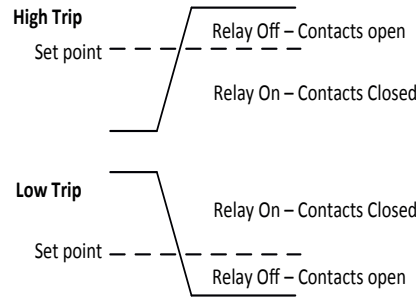 High Trip
Relay Off – Contacts open
Set point
Relay On – Contacts Closed
Low Trip
Relay On – Contacts Closed
Set point
Relay Off – Contacts open